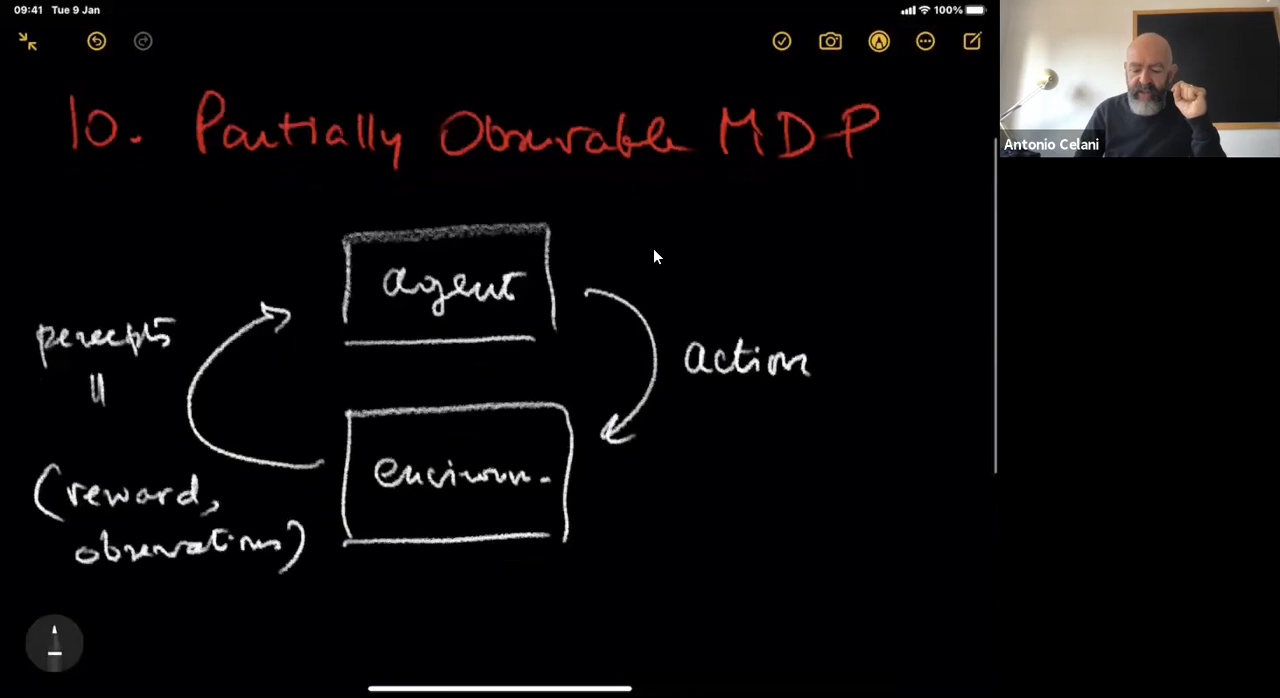 09:41 Tue 9 Jan
100%
Antonio Celani
10. Partially Observable MDP
agent
percepts
=
action
(reward,
observations)
environ.